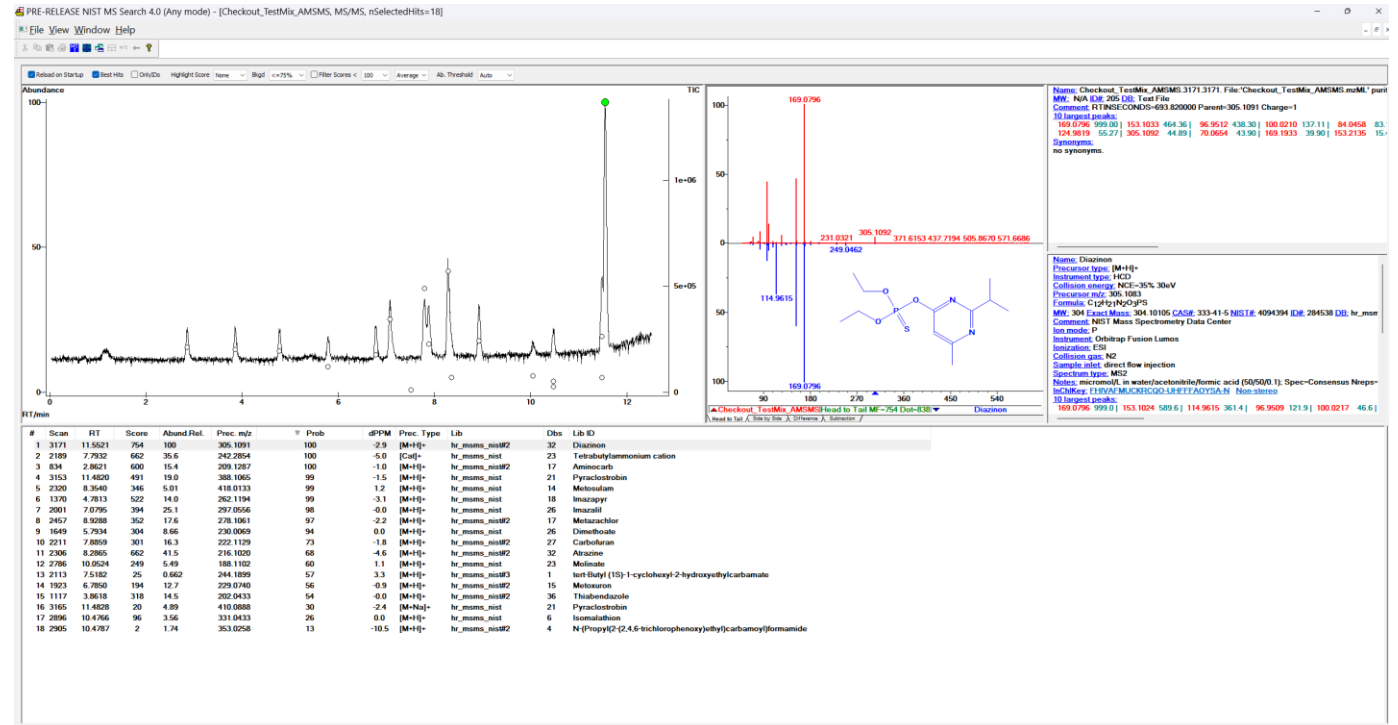 PRE-RELEASE NIST MS Search 4.0 (Any mode) - [Checkout_TestMix_AMSMS, MS/MS, nSelectedHits=18]
File View Window Help
Reload on Startup Best Hits OnlyIDs Highlight Score None Bkgd <=75% Filter Scores < 100 Average Ab. Threshold Auto
Abundance TIC
100
1e+06
50
5e+05
0 0
0 2 4 6 8 10 12
RT/min
169.0796
100
50
231.0321 305.1092 371.6153 437.7194 505.8670 571.6686
0
249.0462
114.9615
O N
O P O
O S N
50
100
169.0796
90 180 270 360 450 540
Checkout_TestMix_AMSMS Head to Tail MF=754 Dot=838 Diazinon
Head to Tail Side by Side Difference Subtraction
Name: Checkout_TestMix_AMSMS.3171.3171. File:'Checkout_TestMix_AMSMS.mzML' purit
MW: N/A ID#: 205 DB: Text File
Comment: RTINSECONDS=693.820000 Parent=305.1091 Charge=1
10 largest peaks:
169.0796 999.00 | 153.1033 464.36 | 96.9512 438.30 | 100.0210 137.11 | 84.0458 83.
124.9819 55.27 | 305.1092 44.89 | 70.0654 43.90 | 169.1933 39.90 | 153.2135 15.
Synonyms:
no synonyms.
Name: Diazinon
Precursor type: [M+H]+
Instrument type: HCD
Collision energy: NCE=35% 30eV
Precursor m/z: 305.1083
Formula: C12H21N2O3PS
MW: 304 Exact Mass: 304.10105 CAS#: 333-41-5 NIST#: 4094394 ID#: 284538 DB: hr_msm
Comment: NIST Mass Spectrometry Data Center
Ion mode: P
Instrument: Orbitrap Fusion Lumos
Ionization: ESI
Collision gas: N2
Sample inlet: direct flow injection
Spectrum type: MS2
Notes: micromol/L in water/acetonitrile/formic acid (50/50/0.1); Spec=Consensus Nreps=
InChIKey: FHIVAFMUCKRCQO-UHFFFAOYSA-N Non-stereo
10 largest peaks:
169.0796 999.0 | 153.1024 589.6 | 114.9615 361.4 | 96.9509 121.9 | 100.0217 46.6 |
# Scan RT Score Abund.Rel. Prec. m/z Prob dPPM Prec. Type Lib Dbs Lib ID
1 3171 11.5521 754 100 305.1091 100 -2.9 [M+H]+ hr_msms_nist#2 32 Diazinon
2 2189 7.7932 662 35.6 242.2854 100 -5.0 [Cat]+ hr_msms_nist 23 Tetrabutylammonium cation
3 834 2.8621 600 15.4 209.1287 100 -1.0 [M+H]+ hr_msms_nist#2 17 Aminocarb
4 3153 11.4820 491 19.0 388.1065 99 -1.5 [M+H]+ hr_msms_nist 21 Pyraclostrobin
5 2320 8.3540 346 5.01 418.0133 99 1.2 [M+H]+ hr_msms_nist 14 Metosulam
6 1370 4.7813 522 14.0 262.1194 99 -3.1 [M+H]+ hr_msms_nist 18 Imazapyr
7 2001 7.0795 394 25.1 297.0556 98 -0.0 [M+H]+ hr_msms_nist 26 Imazalil
8 2457 8.9288 352 17.6 278.1061 97 -2.2 [M+H]+ hr_msms_nist#2 17 Metazachlor
9 1649 5.7934 304 8.66 230.0069 94 0.0 [M+H]+ hr_msms_nist 26 Dimethoate
10 2211 7.8859 301 16.3 222.1129 73 -1.8 [M+H]+ hr_msms_nist#2 27 Carbofuran
11 2306 8.2865 662 41.5 216.1020 68 -4.6 [M+H]+ hr_msms_nist#2 32 Atrazine
12 2786 10.0524 249 5.49 188.1102 60 1.1 [M+H]+ hr_msms_nist 23 Molinate
13 2113 7.5182 25 0.662 244.1899 57 3.3 [M+H]+ hr_msms_nist#3 1 tert-Butyl (1S)-1-cyclohexyl-2-hydroxyethylcarbamate
14 1923 6.7850 194 12.7 229.0740 56 -0.9 [M+H]+ hr_msms_nist#2 15 Metoxuron
15 1117 3.8618 318 14.5 202.0433 54 -0.0 [M+H]+ hr_msms_nist#2 36 Thiabendazole
16 3165 11.4828 20 4.89 410.0888 30 -2.4 [M+Na]+ hr_msms_nist 21 Pyraclostrobin
17 2896 10.4766 96 3.56 331.0433 26 0.0 [M+H]+ hr_msms_nist 6 Isomalathion
18 2905 10.4787 2 1.74 353.0258 13 -10.5 [M+H]+ hr_msms_nist#2 4 N-(Propyl(2-(2,4,6-trichlorophenoxy)ethyl)carbamoyl)formamide